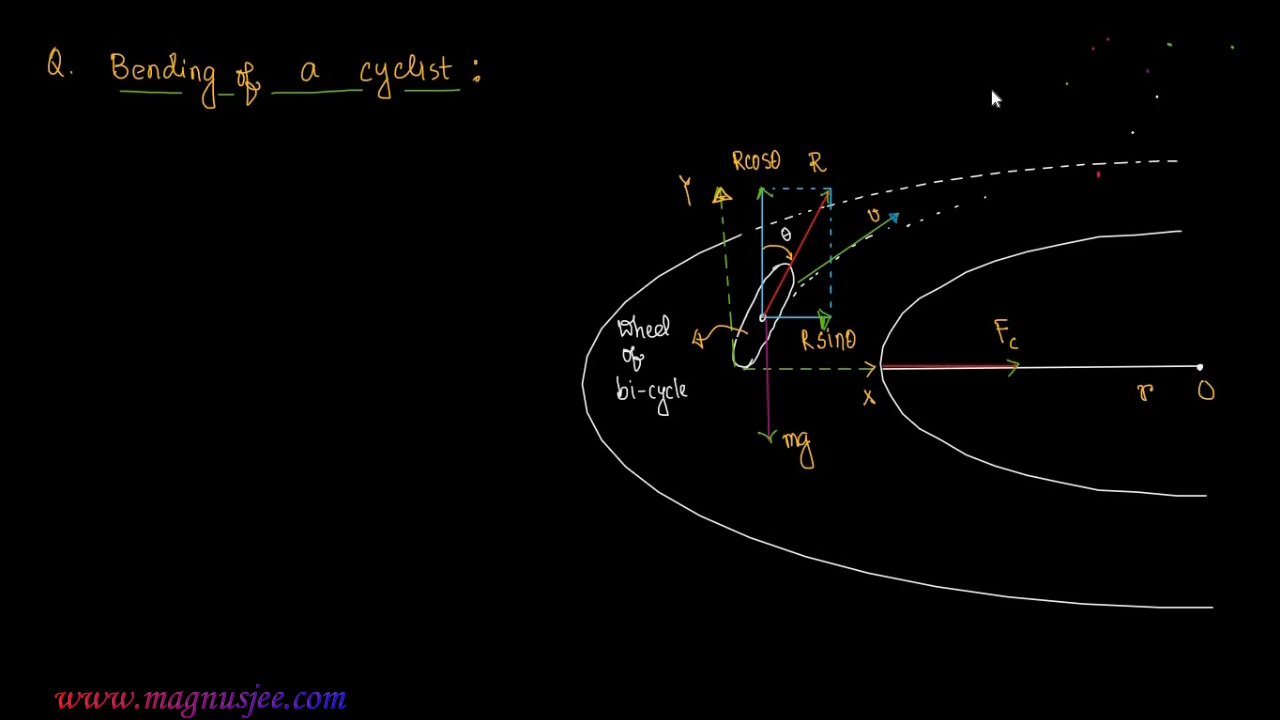 Q. Bending of a cyclist :
Rcosθ R
Y
θ
v
wheel
of
bi-cycle
Rsinθ
Fc
X
r O
mg
www.magnusjee.com